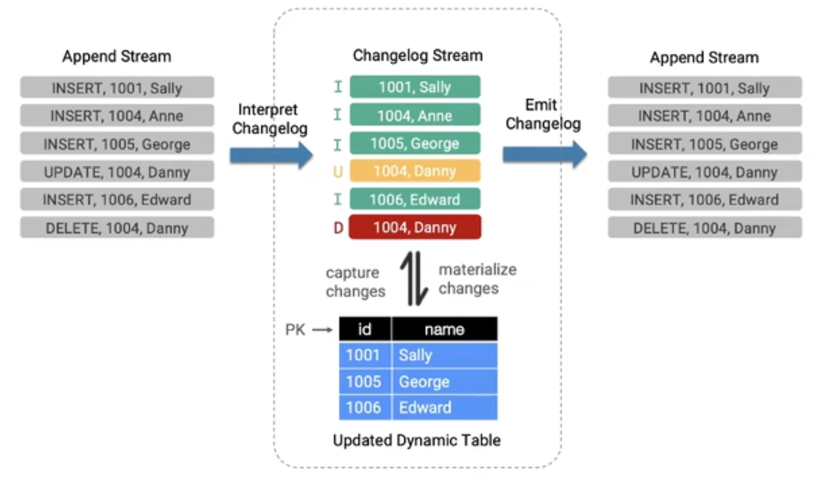 Append Stream
INSERT, 1001, Sally
INSERT, 1004, Anne
INSERT, 1005, George
UPDATE, 1004, Danny
INSERT, 1006, Edward
DELETE, 1004, Danny
Interpret
Changelog
Changelog Stream
I 1001, Sally
I 1004, Anne
I 1005, George
U 1004, Danny
I 1006, Edward
D 1004, Danny
capture
changes
materialize
changes
PK
id name
1001 Sally
1005 George
1006 Edward
Updated Dynamic Table
Emit
Changelog
Append Stream
INSERT, 1001, Sally
INSERT, 1004, Anne
INSERT, 1005, George
UPDATE, 1004, Danny
INSERT, 1006, Edward
DELETE, 1004, Danny